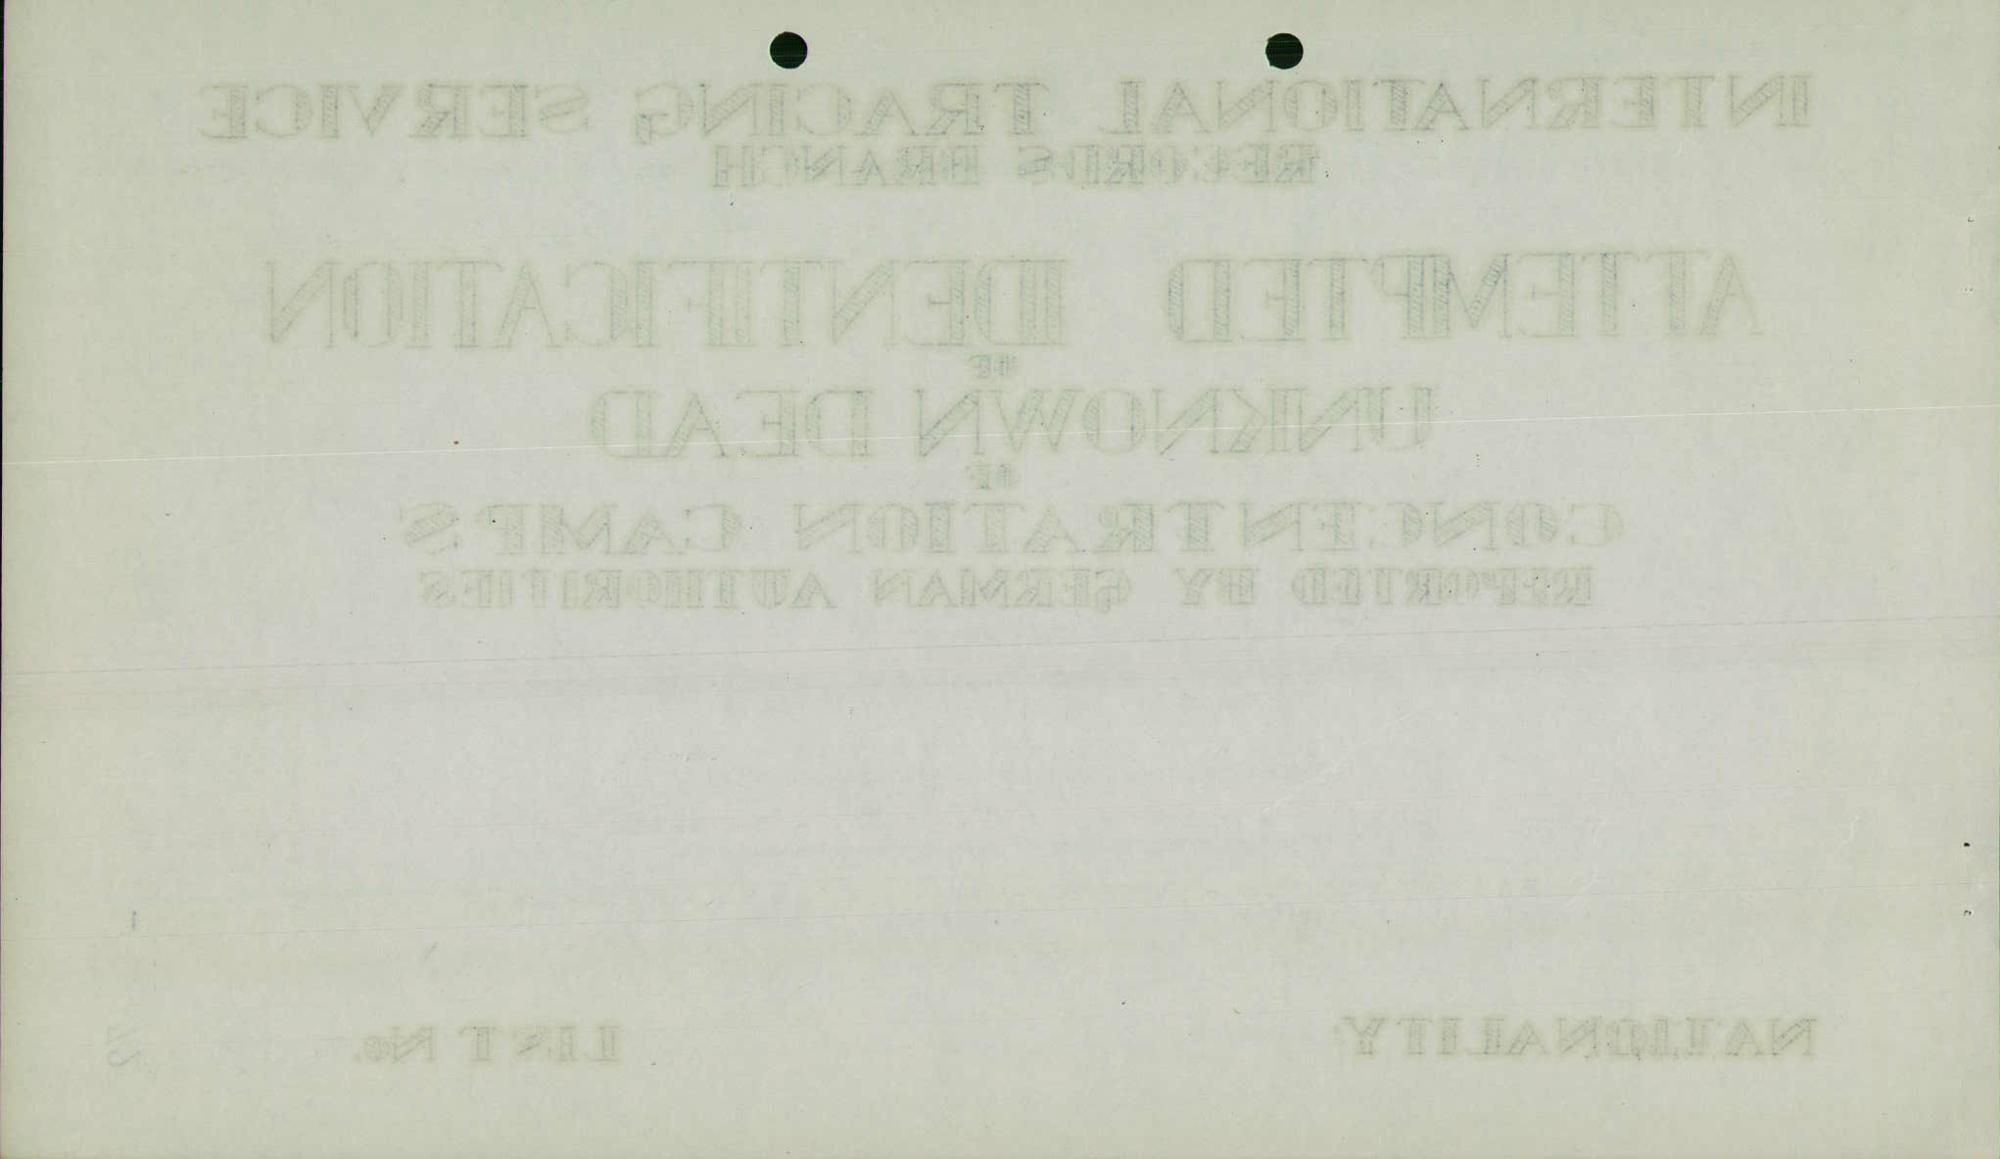 INTERNATIONAL TRACING SERVICE
RECORDS BRANCH
ATTEMPTED IDENTIFICATION
OF
UNKNOWN DEAD
OF
CONCENTRATION CAMPS
REPORTED BY GERMAN AUTHORITIES
NATIONALITY: LIST No.